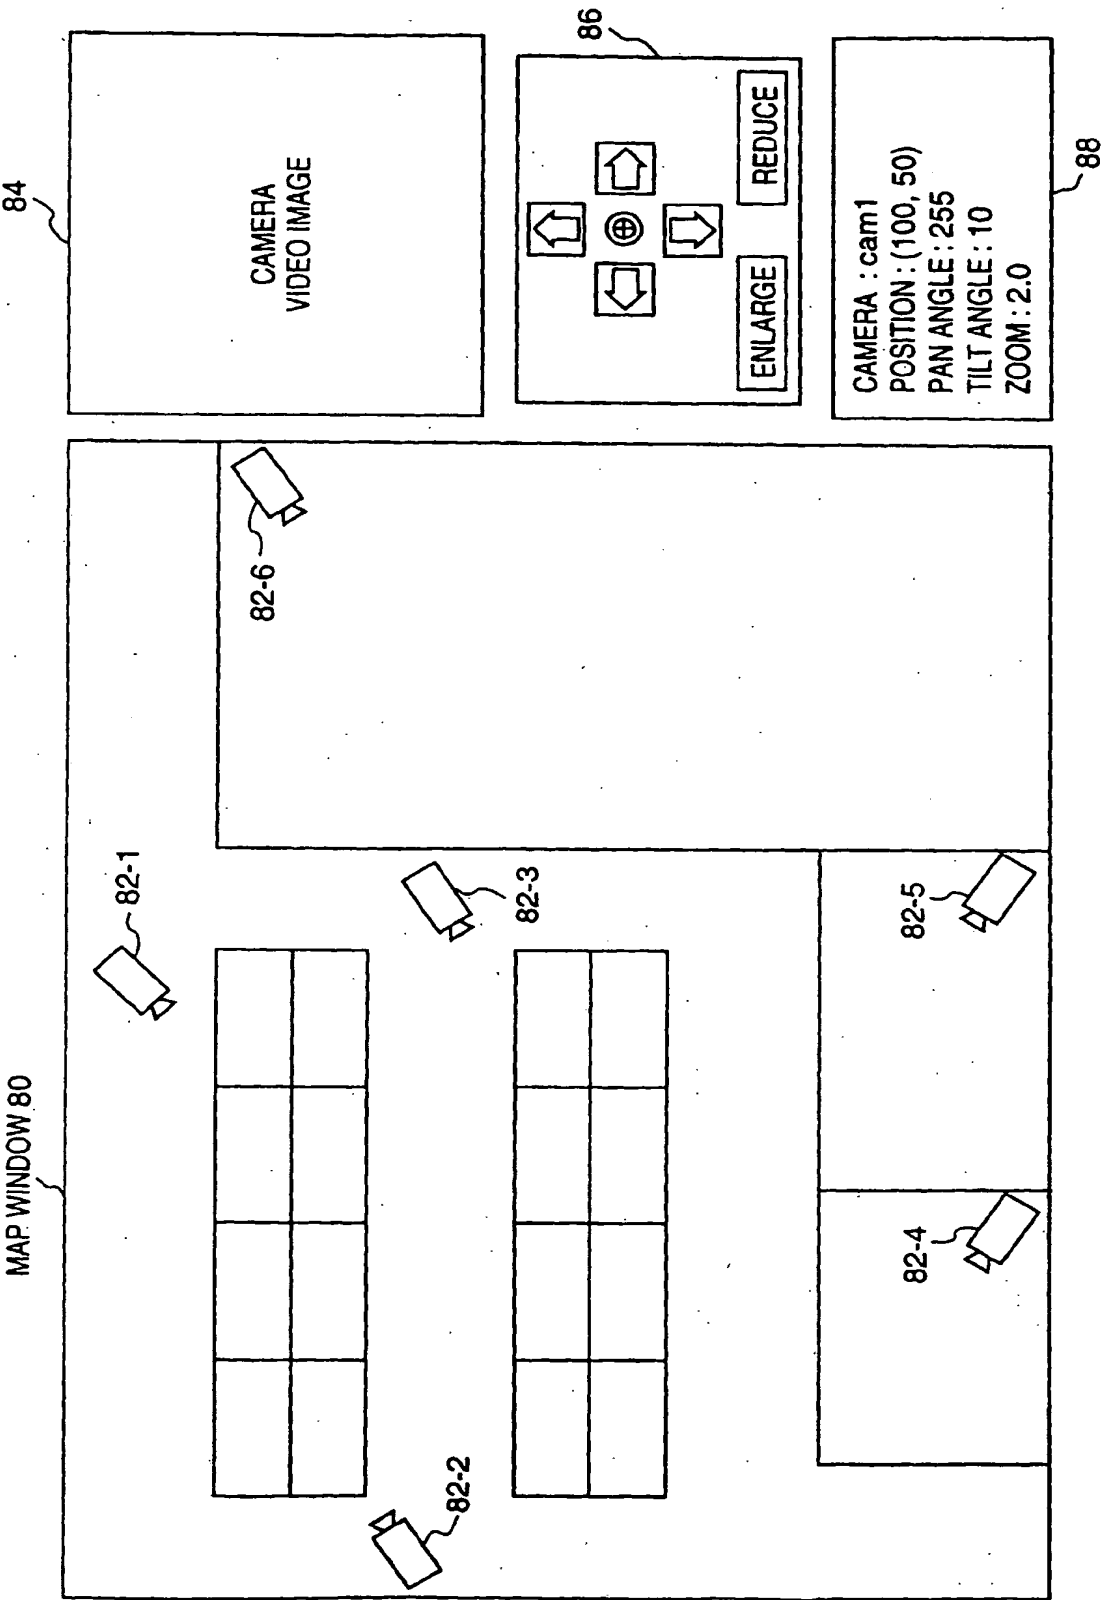 MAP WINDOW 80
82-1
82-2
82-3
82-4
82-5
82-6
84
CAMERA
VIDEO IMAGE
86
ENLARGE
REDUCE
CAMERA : cam1
POSITION : (100, 50)
PAN ANGLE : 255
TILT ANGLE : 10
ZOOM : 2.0
88